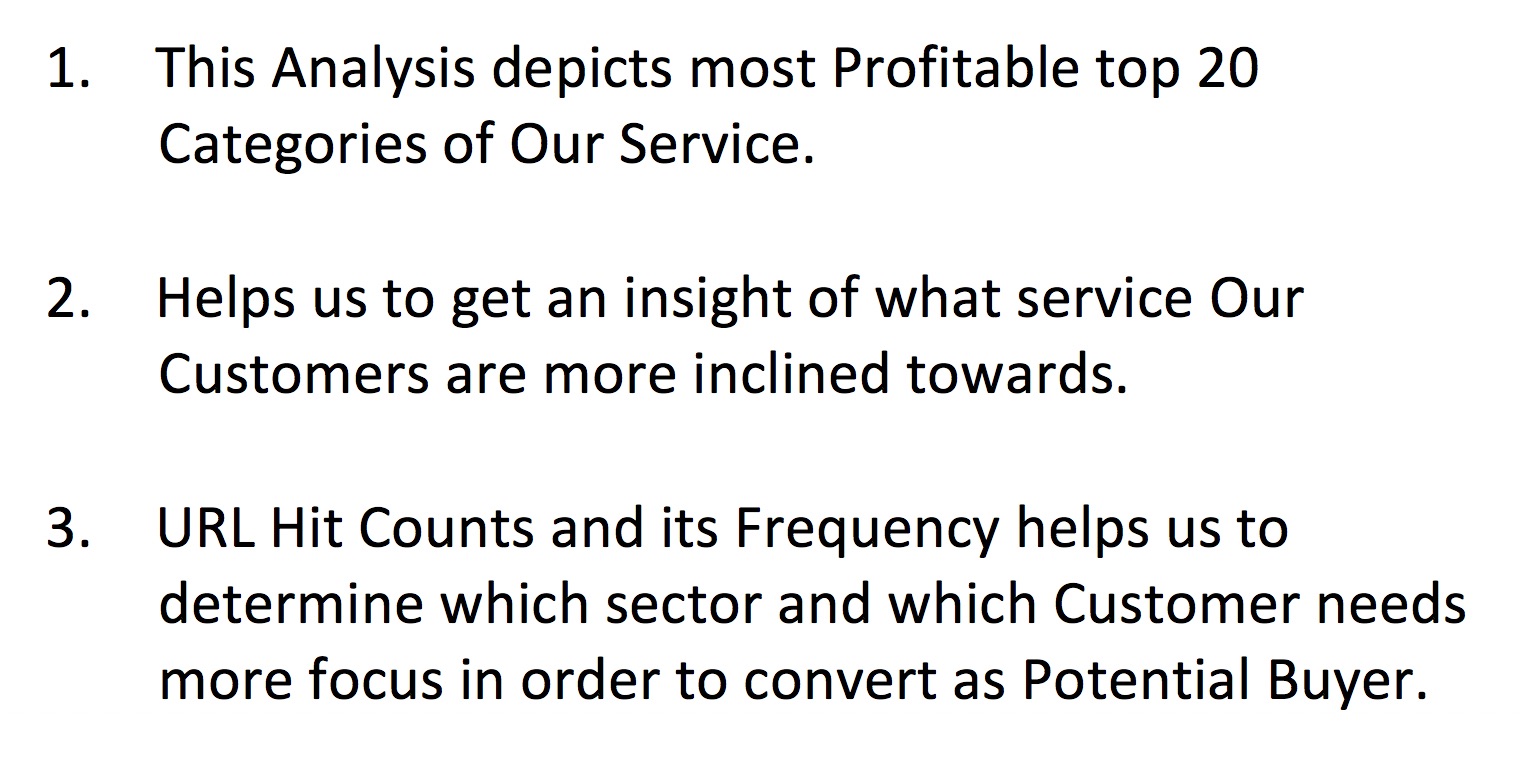 1. This Analysis depicts most Profitable top 20
Categories of Our Service.
2. Helps us to get an insight of what service Our
Customers are more inclined towards.
3. URL Hit Counts and its Frequency helps us to
determine which sector and which Customer needs
more focus in order to convert as Potential Buyer.